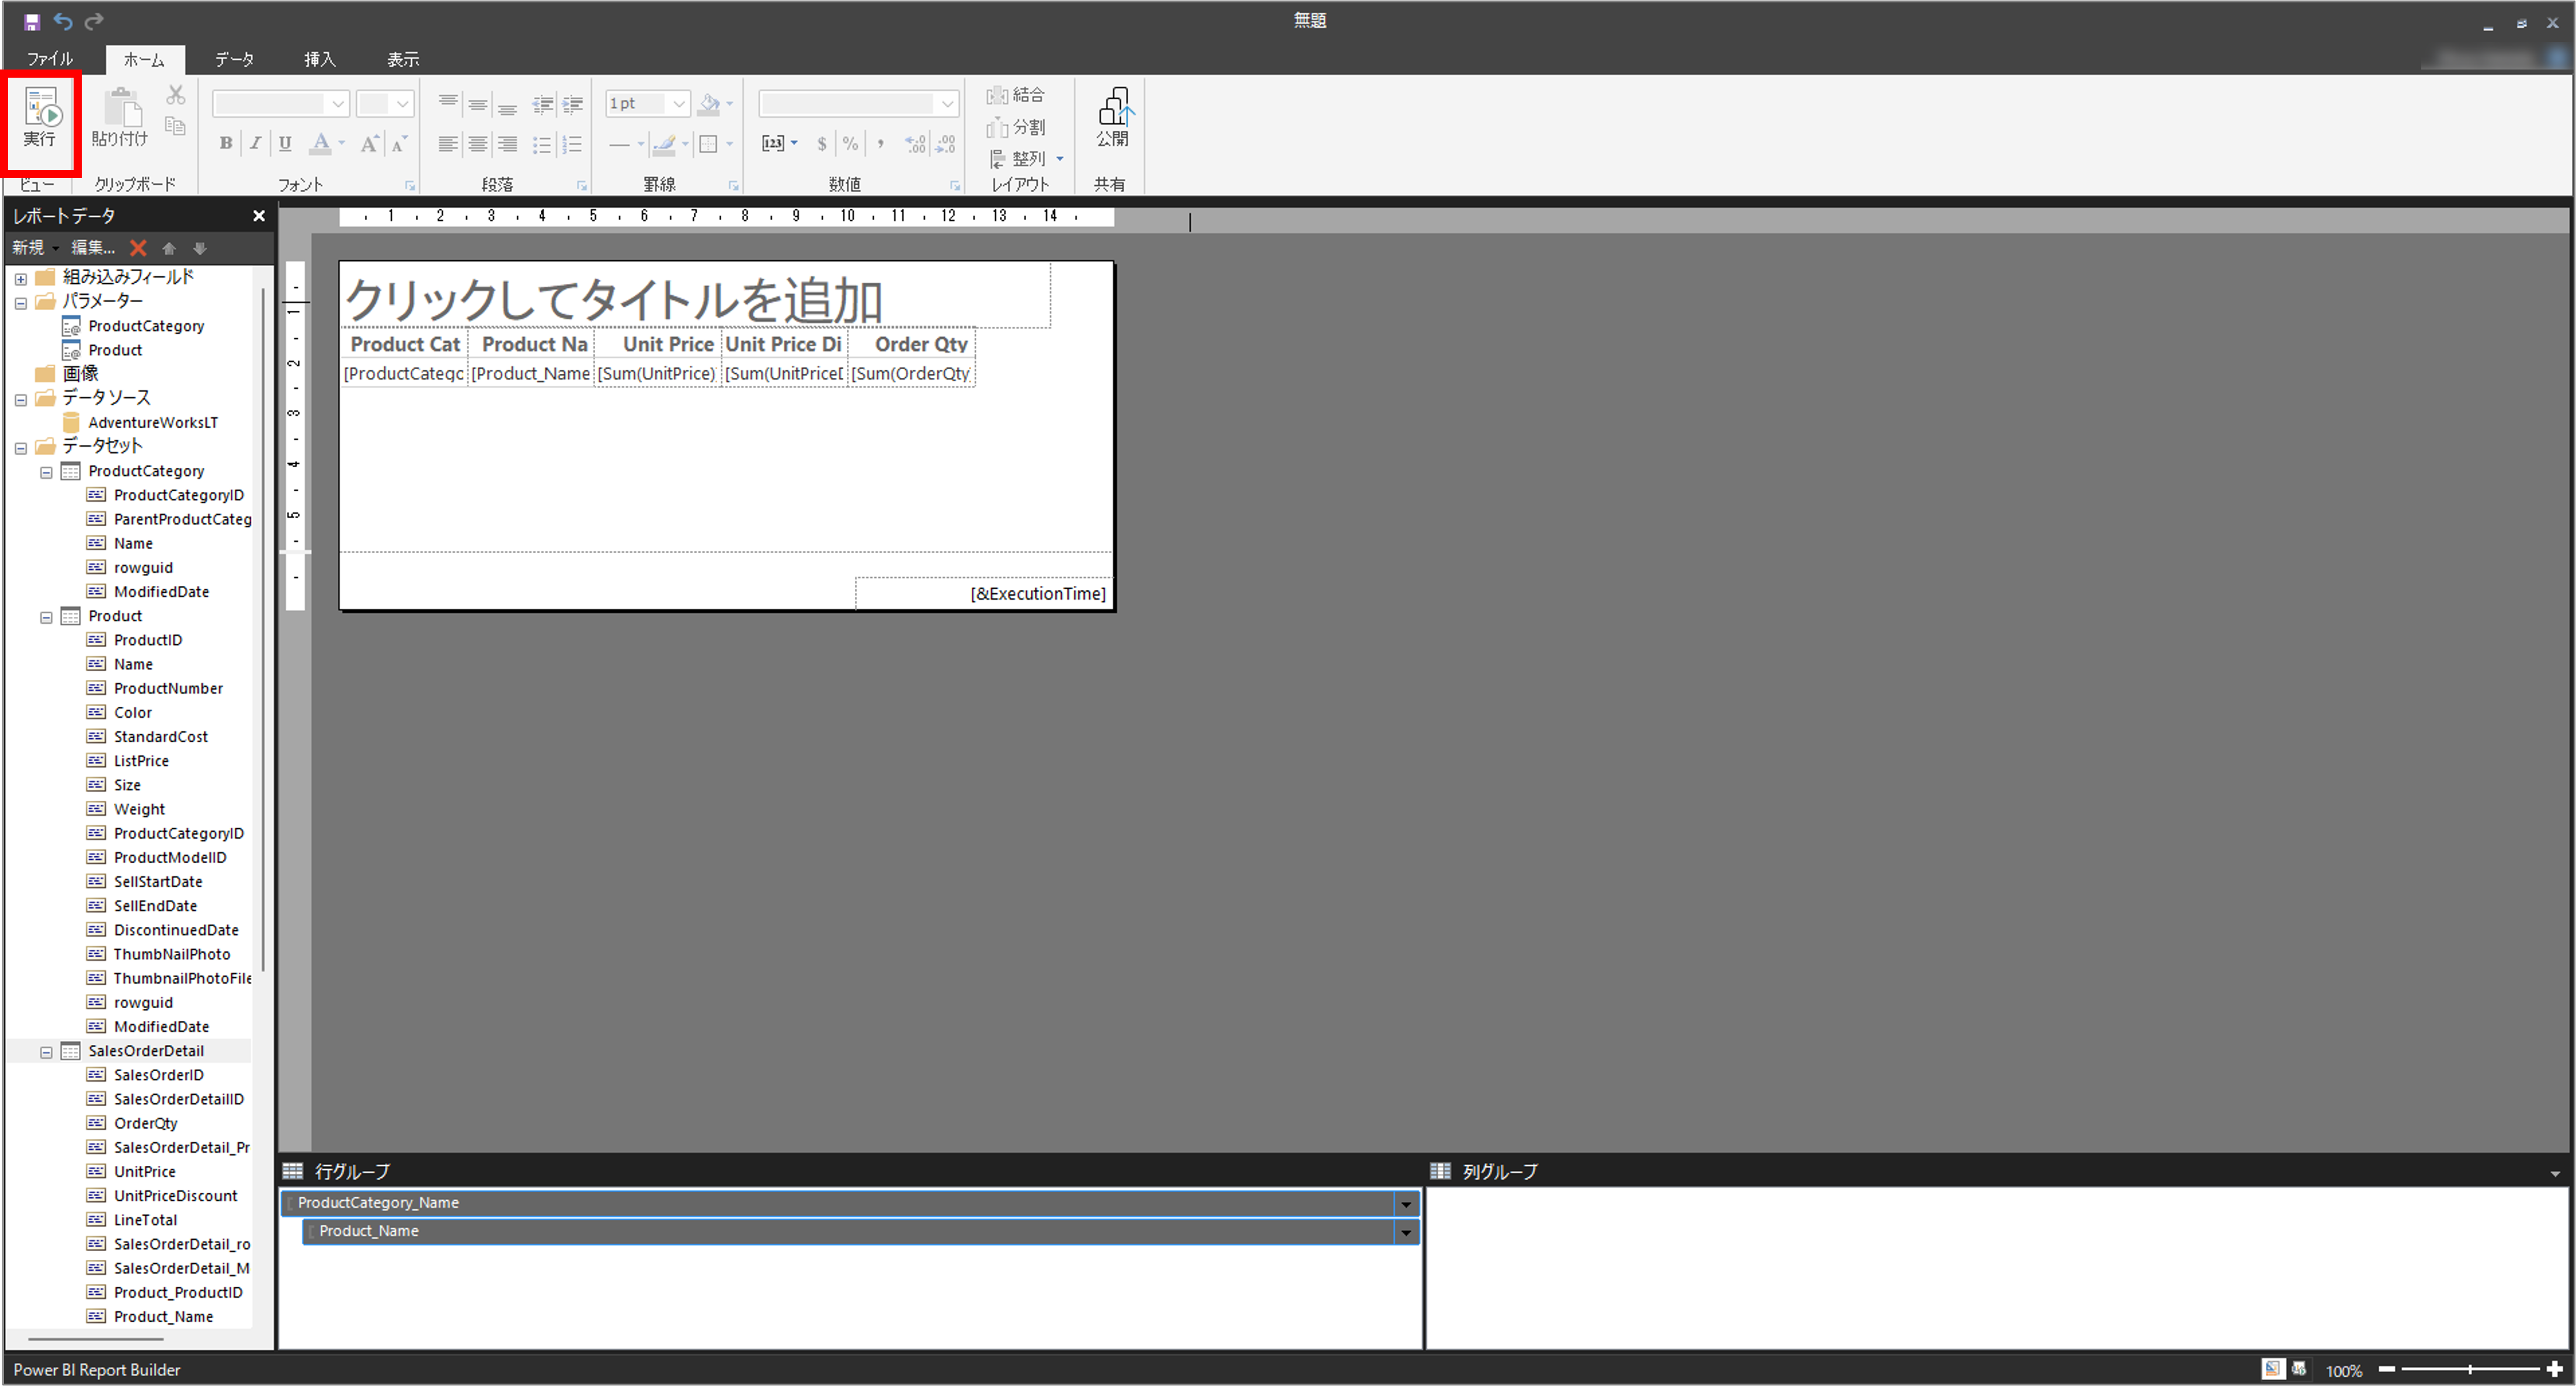 無題
ファイル ホーム データ 挿入 表示
実行
貼り付け
1 pt
結合
分割
整列
公開
B I U A A A
[123] $ % ,
ビュー クリップボード フォント 段落 罫線 数値 レイアウト 共有
レポート データ
新規 編集...
組み込みフィールド
パラメーター
ProductCategory
Product
画像
データ ソース
AdventureWorksLT
データセット
ProductCategory
ProductCategoryID
ParentProductCateg
Name
rowguid
ModifiedDate
Product
ProductID
Name
ProductNumber
Color
StandardCost
ListPrice
Size
Weight
ProductCategoryID
ProductModelID
SellStartDate
SellEndDate
DiscontinuedDate
ThumbNailPhoto
ThumbnailPhotoFile
rowguid
ModifiedDate
SalesOrderDetail
SalesOrderID
SalesOrderDetailID
OrderQty
SalesOrderDetail_Pr
UnitPrice
UnitPriceDiscount
LineTotal
SalesOrderDetail_ro
SalesOrderDetail_M
Product_ProductID
Product_Name
1 2 3 4 5 6 7 8 9 10 11 12 13 14
1
2
3
4
5
クリックしてタイトルを追加
Product Cat Product Na Unit Price Unit Price Di Order Qty
[ProductCatego [Product_Name [Sum(UnitPrice) [Sum(UnitPriceD [Sum(OrderQty
[&ExecutionTime]
行グループ
ProductCategory_Name
Product_Name
列グループ
Power BI Report Builder
100%